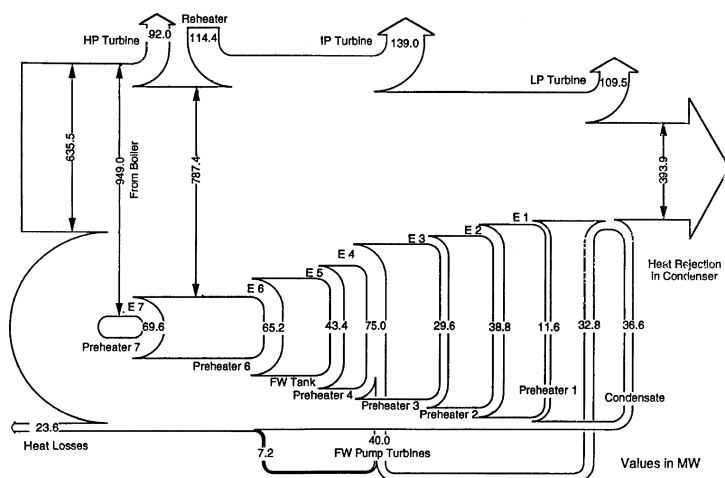 Reheater
HP Turbine
92.0
114.4
IP Turbine
139.0
LP Turbine
109.5
635.5
949.0
From Boiler
787.4
393.9
E 1
E 2
E 3
E 4
E 5
E 6
E 7
Heat Rejection
in Condenser
69.6
65.2
43.4
75.0
29.6
38.8
11.6
32.8
36.6
Preheater 7
Preheater 6
FW Tank
Preheater 4
Preheater 3
Preheater 2
Preheater 1
Condensate
23.6
Heat Losses
7.2
40.0
FW Pump Turbines
Values in MW